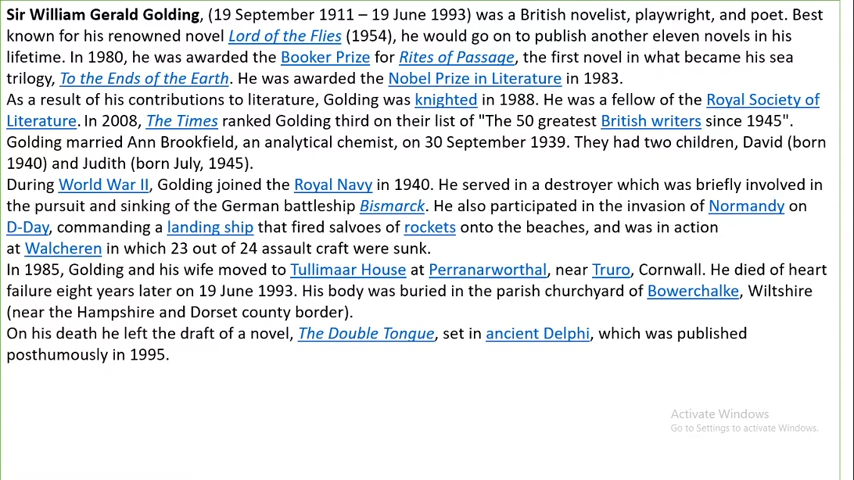 Sir William Gerald Golding, (19 September 1911 – 19 June 1993) was a British novelist, playwright, and poet. Best
known for his renowned novel Lord of the Flies (1954), he would go on to publish another eleven novels in his
lifetime. In 1980, he was awarded the Booker Prize for Rites of Passage, the first novel in what became his sea
trilogy, To the Ends of the Earth. He was awarded the Nobel Prize in Literature in 1983.
As a result of his contributions to literature, Golding was knighted in 1988. He was a fellow of the Royal Society of
Literature. In 2008, The Times ranked Golding third on their list of "The 50 greatest British writers since 1945".
Golding married Ann Brookfield, an analytical chemist, on 30 September 1939. They had two children, David (born
1940) and Judith (born July, 1945).
During World War II, Golding joined the Royal Navy in 1940. He served in a destroyer which was briefly involved in
the pursuit and sinking of the German battleship Bismarck. He also participated in the invasion of Normandy on
D-Day, commanding a landing ship that fired salvoes of rockets onto the beaches, and was in action
at Walcheren in which 23 out of 24 assault craft were sunk.
In 1985, Golding and his wife moved to Tullimaar House at Perranarworthal, near Truro, Cornwall. He died of heart
failure eight years later on 19 June 1993. His body was buried in the parish churchyard of Bowerchalke, Wiltshire
(near the Hampshire and Dorset county border).
On his death he left the draft of a novel, The Double Tongue, set in ancient Delphi, which was published
posthumously in 1995.
Activate Windows
Go to Settings to activate Windows.